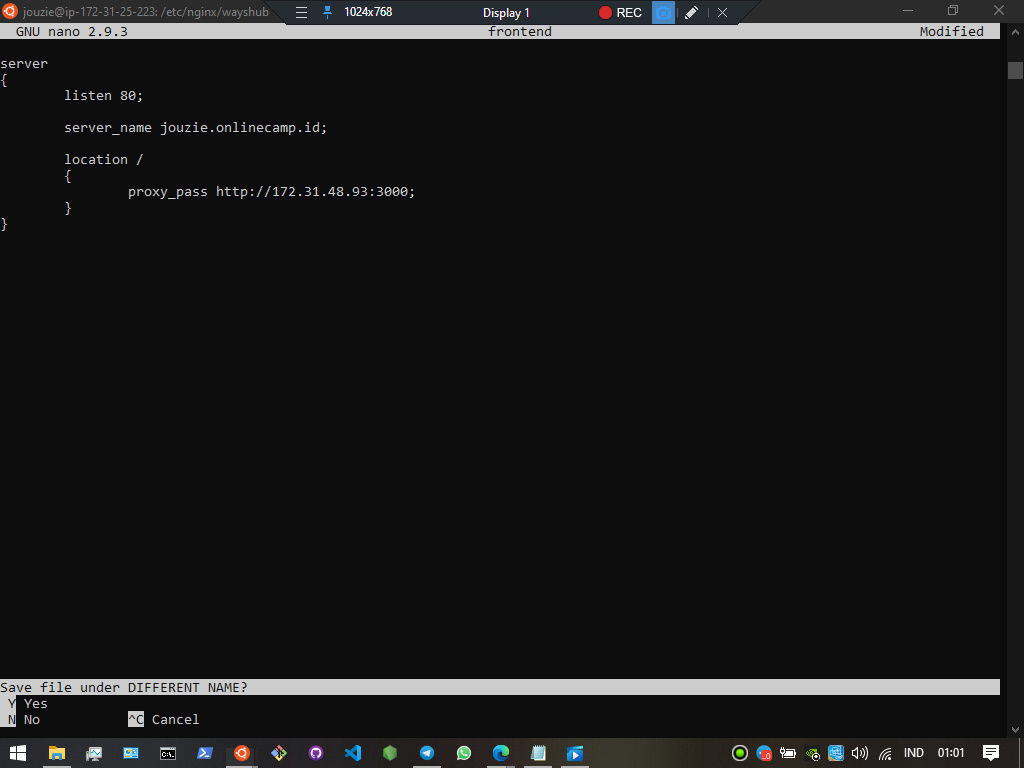 jouzie@ip-172-31-25-223: /etc/nginx/wayshub
1024x768
Display 1
REC
GNU nano 2.9.3
frontend
Modified
server
{
listen 80;
server_name jouzie.onlinecamp.id;
location /
{
proxy_pass http://172.31.48.93:3000;
}
}
Save file under DIFFERENT NAME?
Y Yes
N No
^C Cancel
IND
01:01